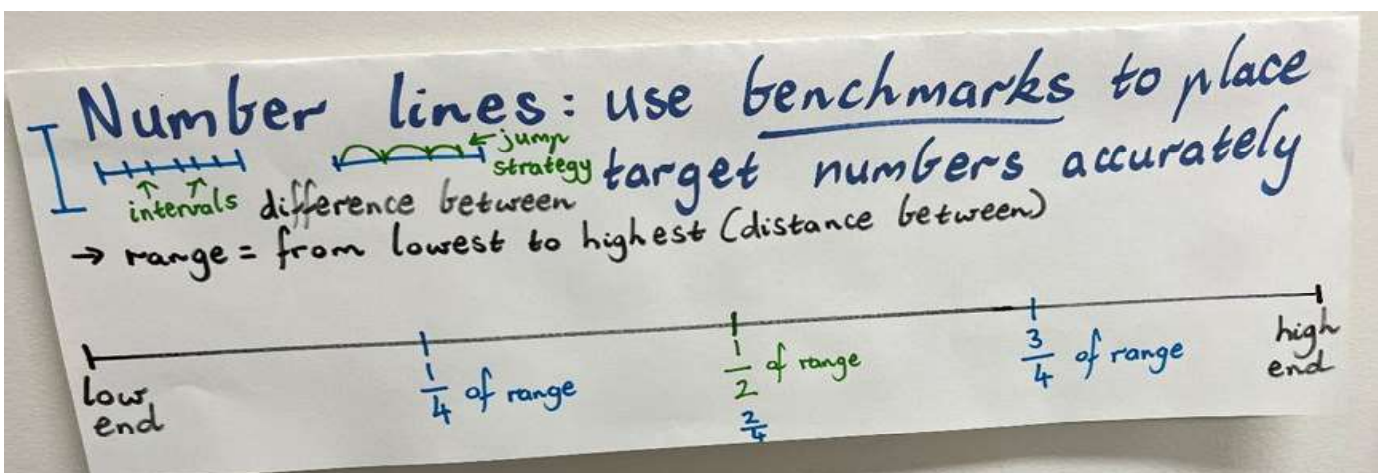 Number lines: use benchmarks to place
target numbers accurately
← jump
strategy
intervals
difference between
→ range = from lowest to highest (distance between)
low
end
1/4 of range
1/2 of range
2/4
3/4 of range
high
end